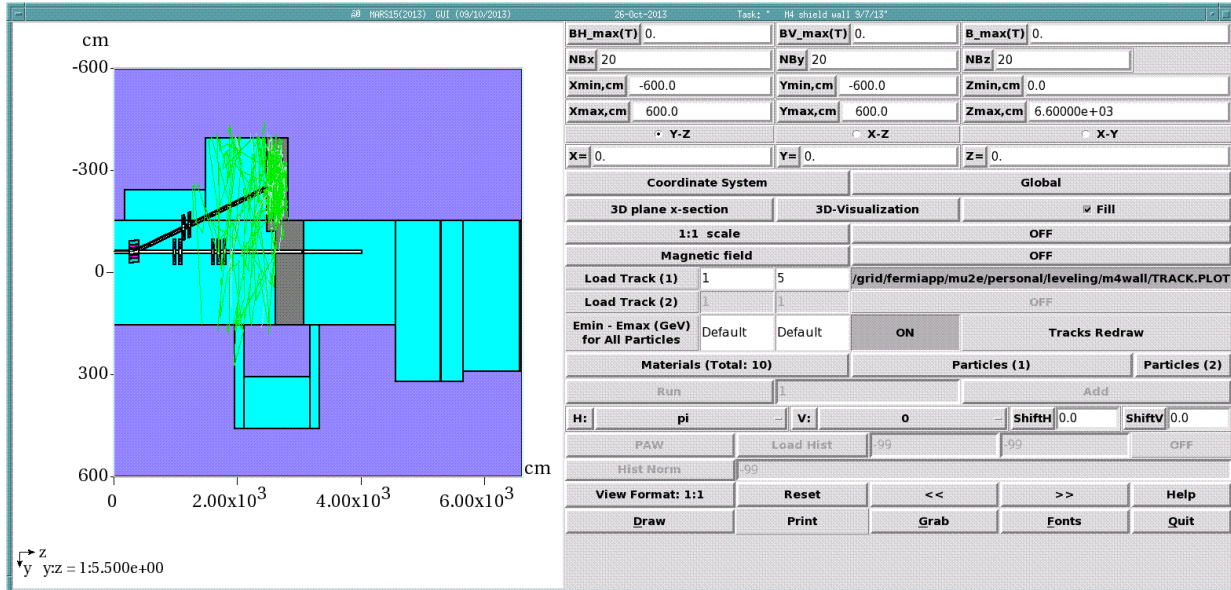 MARS15(2013) GUI (09/10/2013) 26-Oct-2013 Task: " M4 shield wall 9/7/13"
cm
-600
-300
0
300
600
cm
0 2.00x10^3 4.00x10^3 6.00x10^3
z
y y:z = 1:5.500e+00
BH_max(T) 0. BV_max(T) 0. B_max(T) 0.
NBx 20 NBy 20 NBz 20
Xmin,cm -600.0 Ymin,cm -600.0 Zmin,cm 0.0
Xmax,cm 600.0 Ymax,cm 600.0 Zmax,cm 6.60000e+03
Y-Z X-Z X-Y
X= 0. Y= 0. Z= 0.
Coordinate System Global
3D plane x-section 3D-Visualization Fill
1:1 scale OFF
Magnetic field OFF
Load Track (1) 1 5 /grid/fermiapp/mu2e/personal/leveling/m4wall/TRACK.PLOT
Load Track (2) 1 1 OFF
Emin - Emax (GeV)
for All Particles Default Default ON Tracks Redraw
Materials (Total: 10) Particles (1) Particles (2)
Run 1 Add
H: pi V: 0 ShiftH 0.0 ShiftV 0.0
PAW Load Hist -99 -99 OFF
Hist Norm -99
View Format: 1:1 Reset << >> Help
Draw Print Grab Fonts Quit